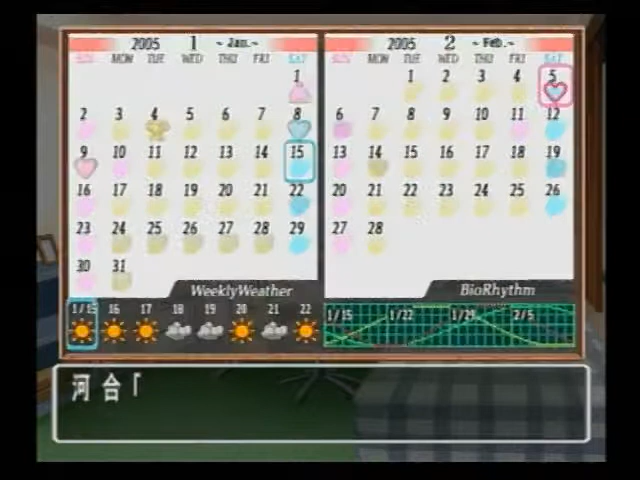 2005 1 ~Jan.~
SUN MON TUE WED THU FRI SAT
1
2 3 4 5 6 7 8
9 10 11 12 13 14 15
16 17 18 19 20 21 22
23 24 25 26 27 28 29
30 31
2005 2 ~Feb.~
SUN MON TUE WED THU FRI SAT
1 2 3 4 5
6 7 8 9 10 11 12
13 14 15 16 17 18 19
20 21 22 23 24 25 26
27 28
WeeklyWeather
1/15 16 17 18 19 20 21 22
BioRhythm
1/15 1/22 1/29 2/5
河合「